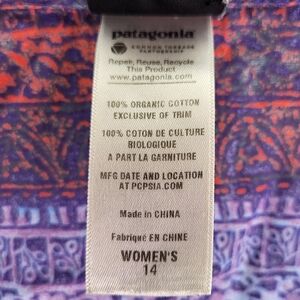 patagonia
COMMON THREADS
PARTNERSHIP
Repair, Reuse, Recycle
This Product
www.patagonia.com
100% ORGANIC COTTON
EXCLUSIVE OF TRIM
100% COTON DE CULTURE
BIOLOGIQUE
A PART LA GARNITURE
MFG DATE AND LOCATION
AT PCPSIA.COM
Made in CHINA
Fabriqué EN CHINE
WOMEN'S
14